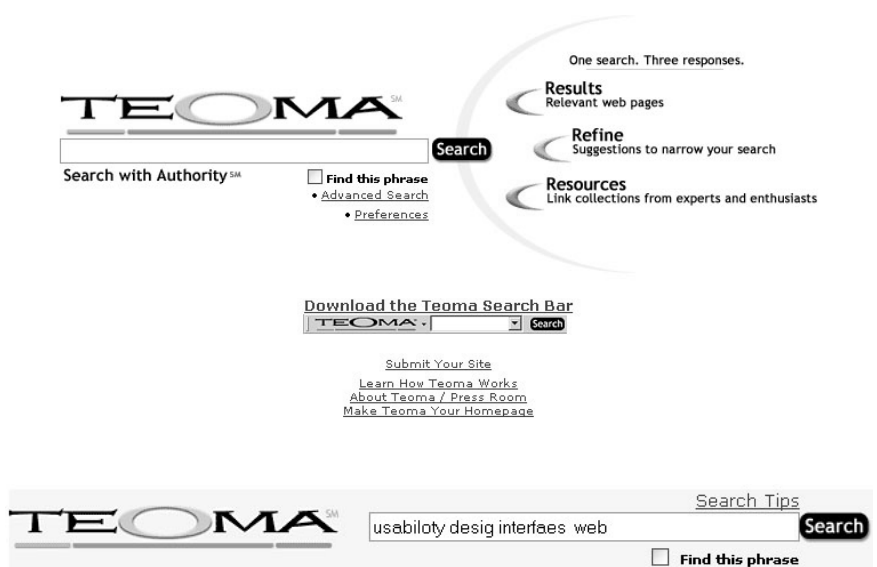 One search. Three responses.
Results
Relevant web pages
TEOMA SM
Refine
Suggestions to narrow your search
Search
Search with Authority SM
Find this phrase
• Advanced Search
• Preferences
Resources
Link collections from experts and enthusiasts
Download the Teoma Search Bar
TEOMA Search
Submit Your Site
Learn How Teoma Works
About Teoma / Press Room
Make Teoma Your Homepage
Search Tips
TEOMA SM
usabiloty desig interfaes web
Search
Find this phrase